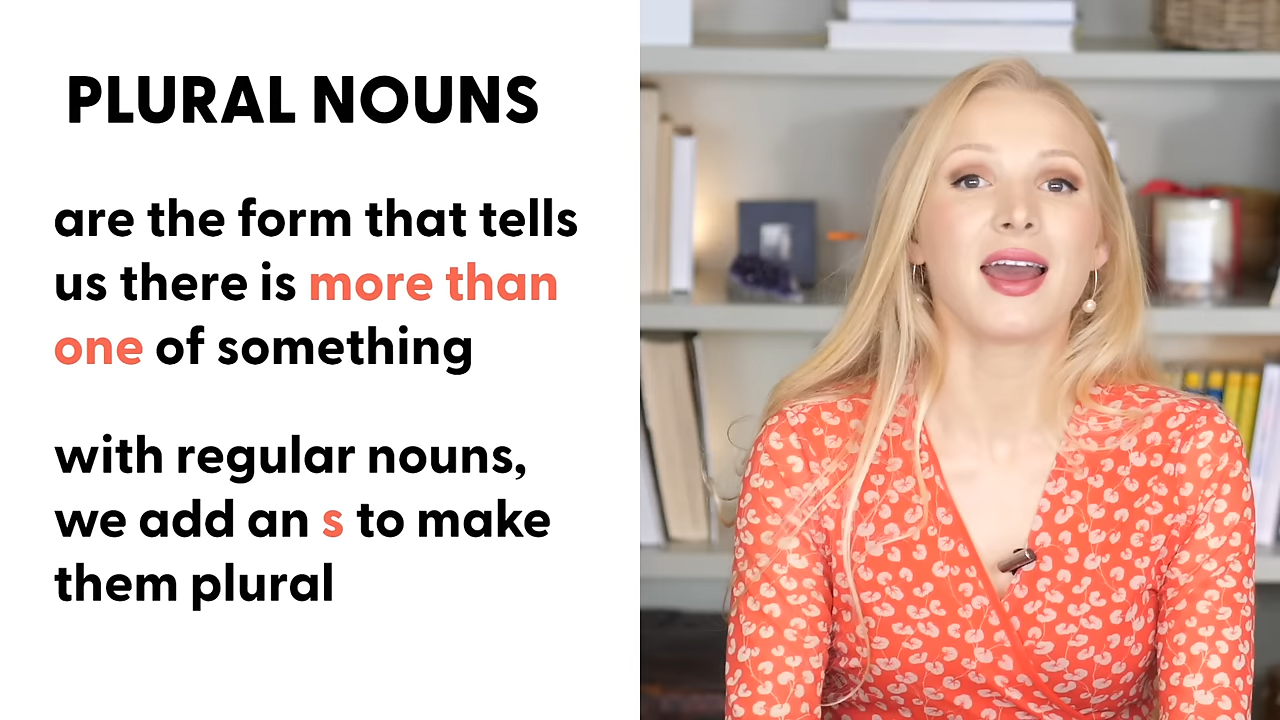 PLURAL NOUNS
are the form that tells
us there is more than
one of something
with regular nouns,
we add an s to make
them plural